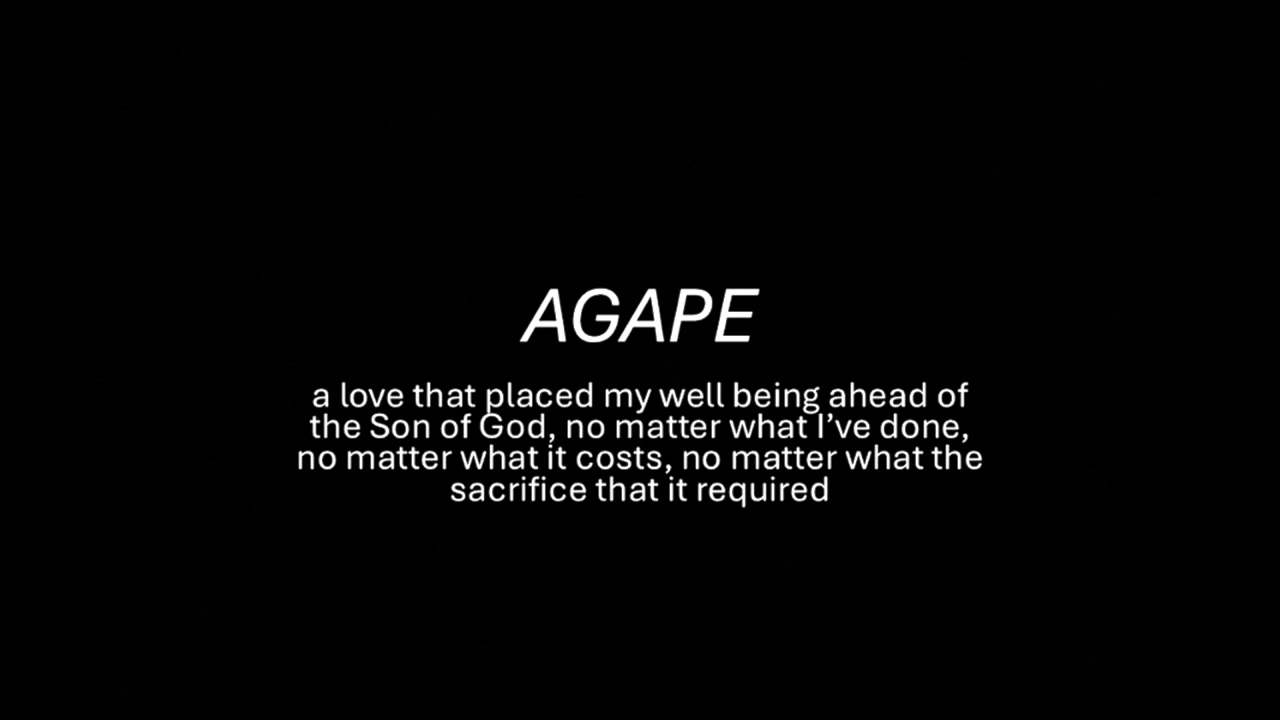 AGAPE
a love that placed my well being ahead of
the Son of God, no matter what I’ve done,
no matter what it costs, no matter what the
sacrifice that it required